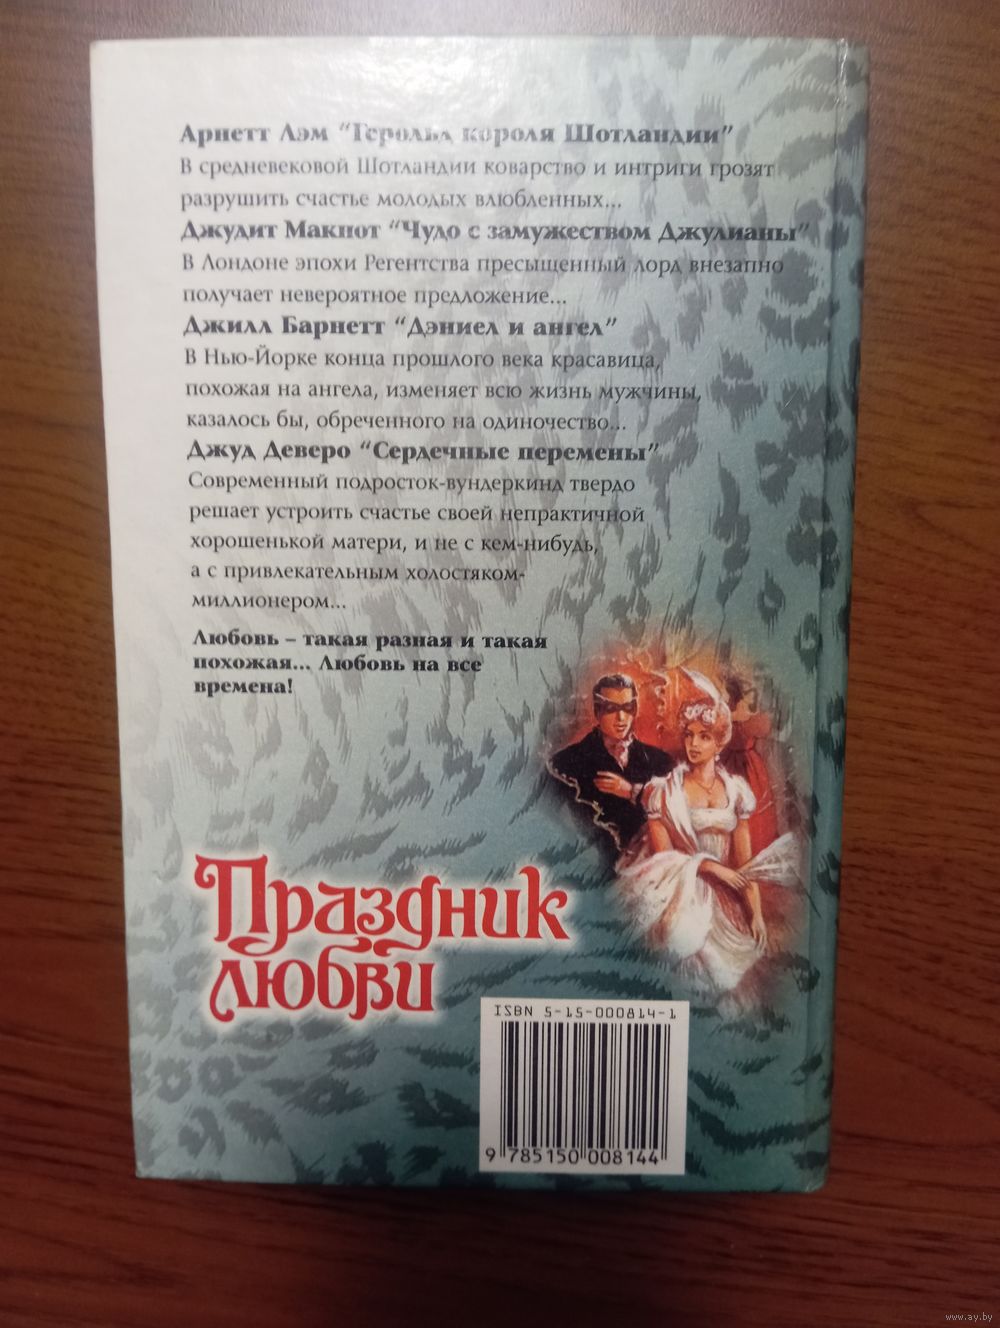 Арнетт Лэм "Герольд короля Шотландии"
В средневековой Шотландии коварство и интриги грозят
разрушить счастье молодых влюбленных...
Джудит Макнот "Чудо с замужеством Джулианы"
В Лондоне эпохи Регентства пресыщенный лорд внезапно
получает невероятное предложение...
Джилл Барнетт "Дэниел и ангел"
В Нью-Йорке конца прошлого века красавица,
похожая на ангела, изменяет всю жизнь мужчины,
казалось бы, обреченного на одиночество...
Джуд Деверо "Сердечные перемены"
Современный подросток-вундеркинд твердо
решает устроить счастье своей непрактичной
хорошенькой матери, и не с кем-нибудь,
а с привлекательным холостяком-
миллионером...
Любовь – такая разная и такая
похожая... Любовь на все
времена!
Праздник
любви
ISBN 5-15-000814-1
9 785150 008144
www.ay.by